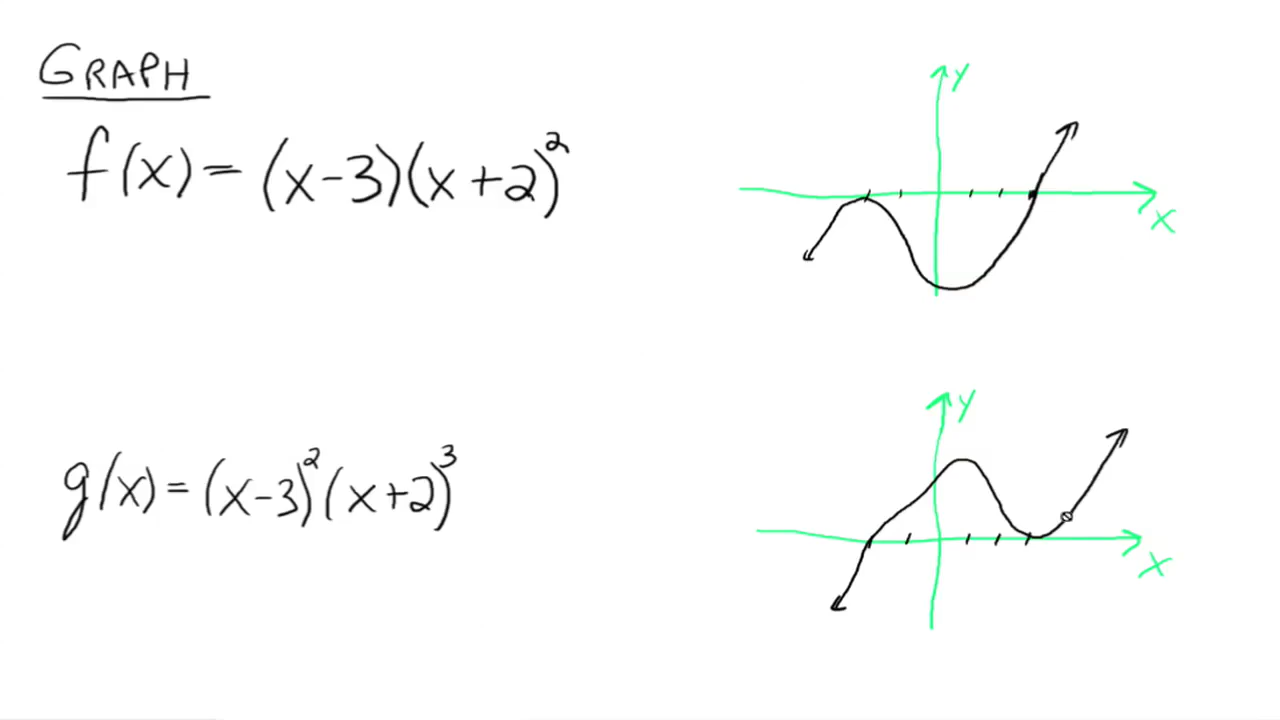 GRAPH
f(x) = (x-3)(x+2)²
y
x
g(x) = (x-3)²(x+2)³
y
x